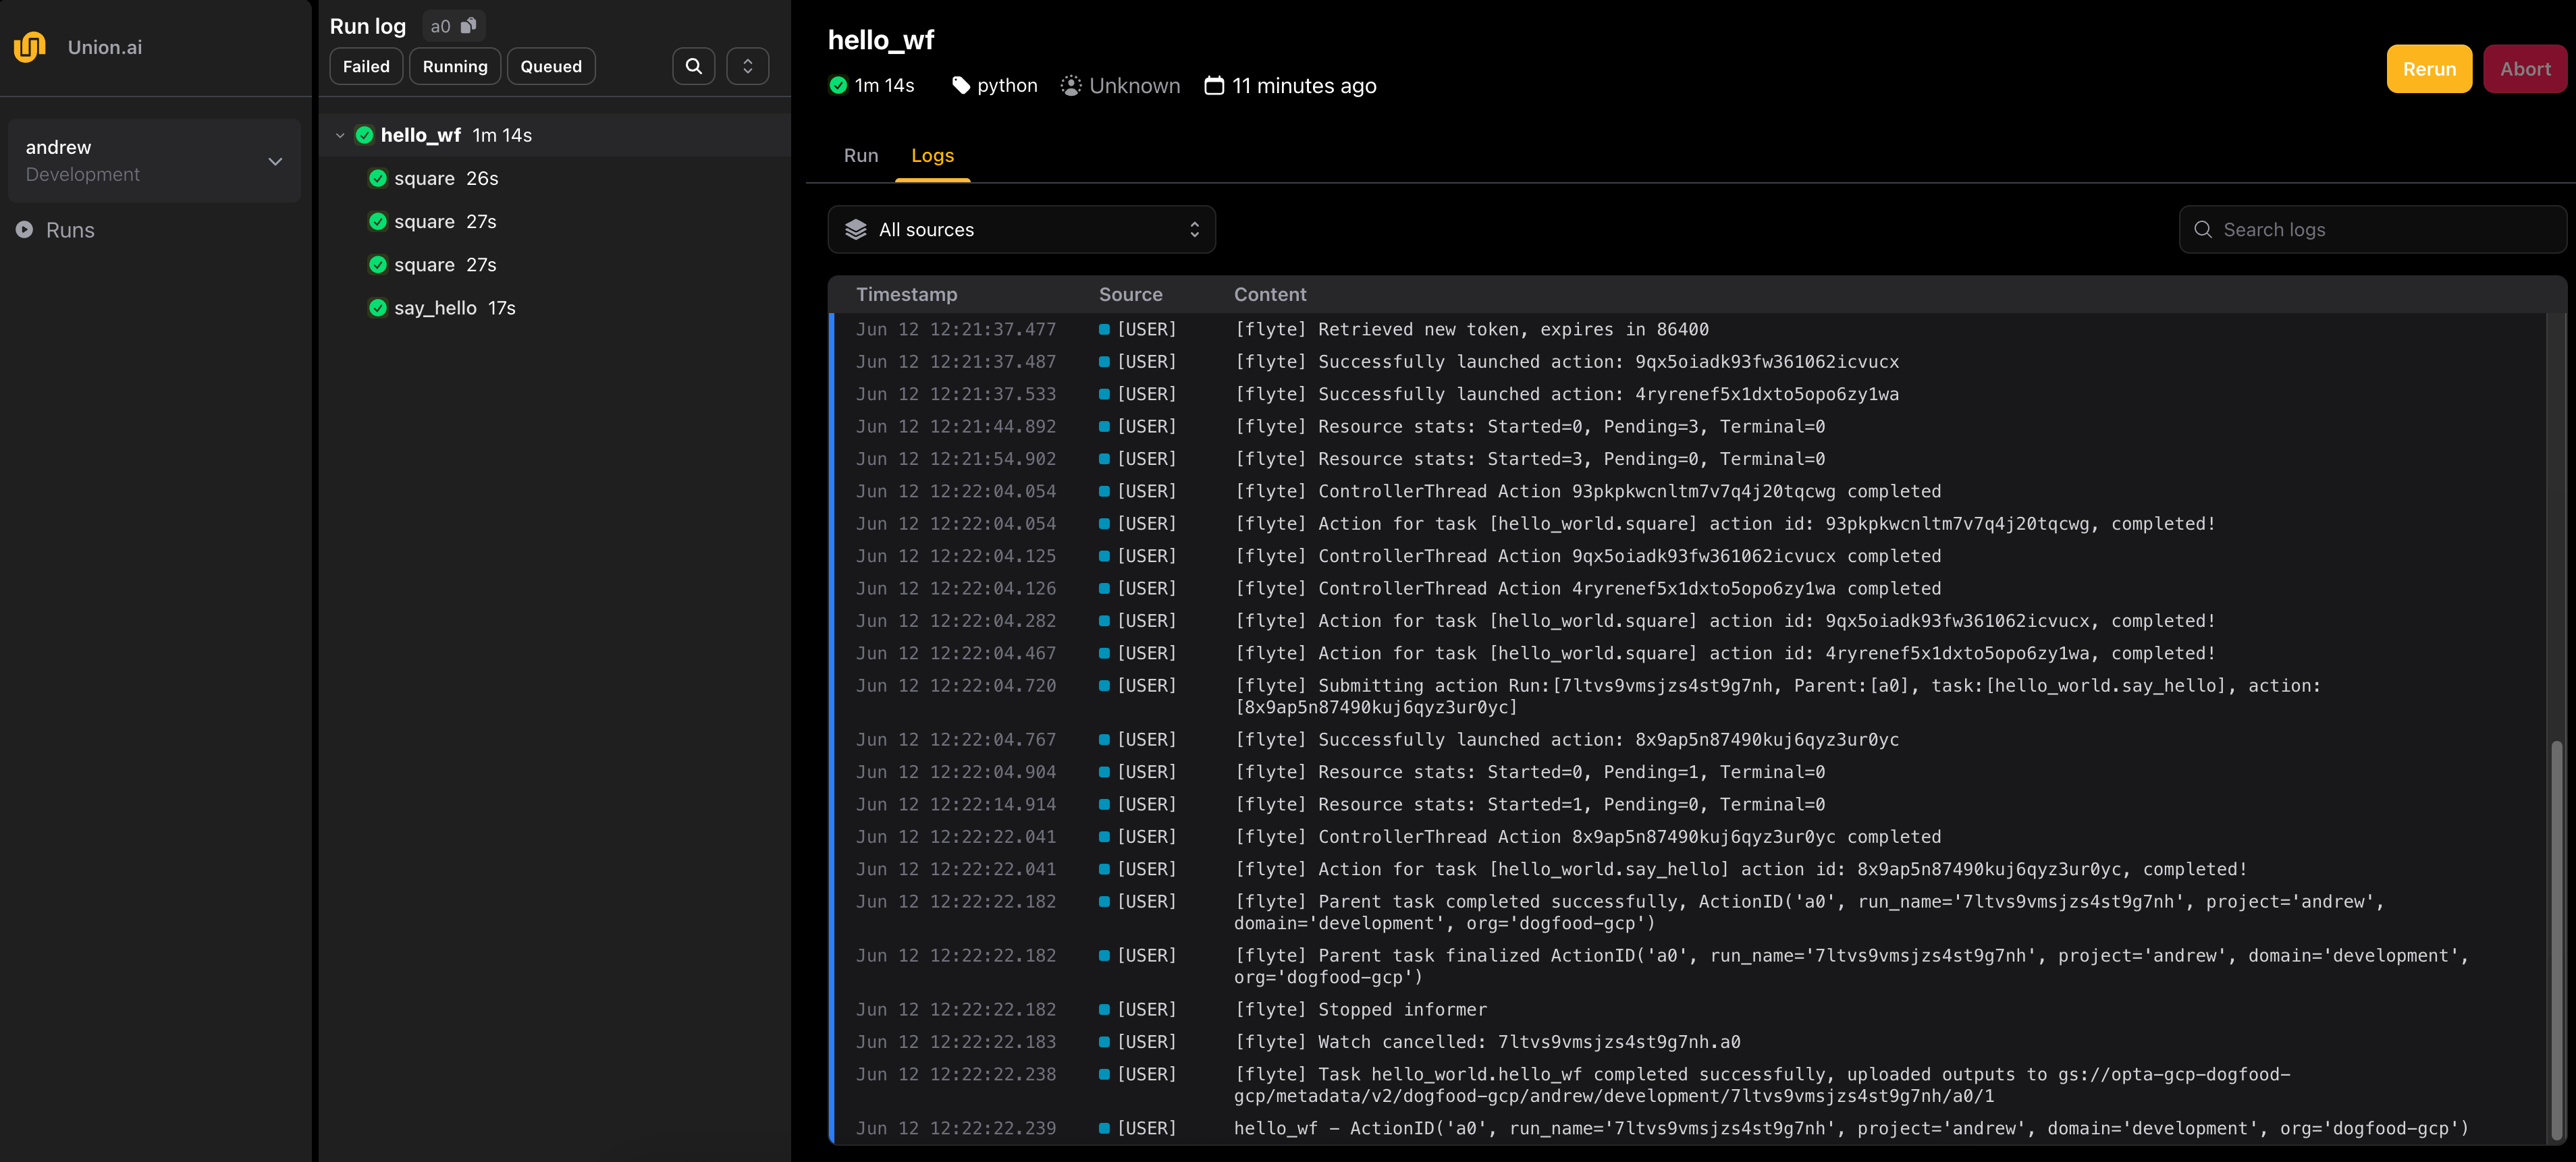 Union.ai
andrew
Development
Runs
Run log a0
Failed Running Queued
hello_wf 1m 14s
square 26s
square 27s
square 27s
say_hello 17s
hello_wf
1m 14s python Unknown 11 minutes ago
Rerun Abort
Run Logs
All sources
Search logs
Timestamp Source Content
Jun 12 12:21:37.477 [USER] [flyte] Retrieved new token, expires in 86400
Jun 12 12:21:37.487 [USER] [flyte] Successfully launched action: 9qx5oiadk93fw361062icvucx
Jun 12 12:21:37.533 [USER] [flyte] Successfully launched action: 4ryrenef5x1dxto5opo6zy1wa
Jun 12 12:21:44.892 [USER] [flyte] Resource stats: Started=0, Pending=3, Terminal=0
Jun 12 12:21:54.902 [USER] [flyte] Resource stats: Started=3, Pending=0, Terminal=0
Jun 12 12:22:04.054 [USER] [flyte] ControllerThread Action 93pkpkwcnltm7v7q4j20tqcwg completed
Jun 12 12:22:04.054 [USER] [flyte] Action for task [hello_world.square] action id: 93pkpkwcnltm7v7q4j20tqcwg, completed!
Jun 12 12:22:04.125 [USER] [flyte] ControllerThread Action 9qx5oiadk93fw361062icvucx completed
Jun 12 12:22:04.126 [USER] [flyte] ControllerThread Action 4ryrenef5x1dxto5opo6zy1wa completed
Jun 12 12:22:04.282 [USER] [flyte] Action for task [hello_world.square] action id: 9qx5oiadk93fw361062icvucx, completed!
Jun 12 12:22:04.467 [USER] [flyte] Action for task [hello_world.square] action id: 4ryrenef5x1dxto5opo6zy1wa, completed!
Jun 12 12:22:04.720 [USER] [flyte] Submitting action Run:[7ltvs9vmsjzs4st9g7nh, Parent:[a0], task:[hello_world.say_hello], action:
[8x9ap5n87490kuj6qyz3ur0yc]
Jun 12 12:22:04.767 [USER] [flyte] Successfully launched action: 8x9ap5n87490kuj6qyz3ur0yc
Jun 12 12:22:04.904 [USER] [flyte] Resource stats: Started=0, Pending=1, Terminal=0
Jun 12 12:22:14.914 [USER] [flyte] Resource stats: Started=1, Pending=0, Terminal=0
Jun 12 12:22:22.041 [USER] [flyte] ControllerThread Action 8x9ap5n87490kuj6qyz3ur0yc completed
Jun 12 12:22:22.041 [USER] [flyte] Action for task [hello_world.say_hello] action id: 8x9ap5n87490kuj6qyz3ur0yc, completed!
Jun 12 12:22:22.182 [USER] [flyte] Parent task completed successfully, ActionID('a0', run_name='7ltvs9vmsjzs4st9g7nh', project='andrew',
domain='development', org='dogfood-gcp')
Jun 12 12:22:22.182 [USER] [flyte] Parent task finalized ActionID('a0', run_name='7ltvs9vmsjzs4st9g7nh', project='andrew', domain='development',
org='dogfood-gcp')
Jun 12 12:22:22.182 [USER] [flyte] Stopped informer
Jun 12 12:22:22.183 [USER] [flyte] Watch cancelled: 7ltvs9vmsjzs4st9g7nh.a0
Jun 12 12:22:22.238 [USER] [flyte] Task hello_world.hello_wf completed successfully, uploaded outputs to gs://opta-gcp-dogfood-
gcp/metadata/v2/dogfood-gcp/andrew/development/7ltvs9vmsjzs4st9g7nh/a0/1
Jun 12 12:22:22.239 [USER] hello_wf - ActionID('a0', run_name='7ltvs9vmsjzs4st9g7nh', project='andrew', domain='development', org='dogfood-gcp')